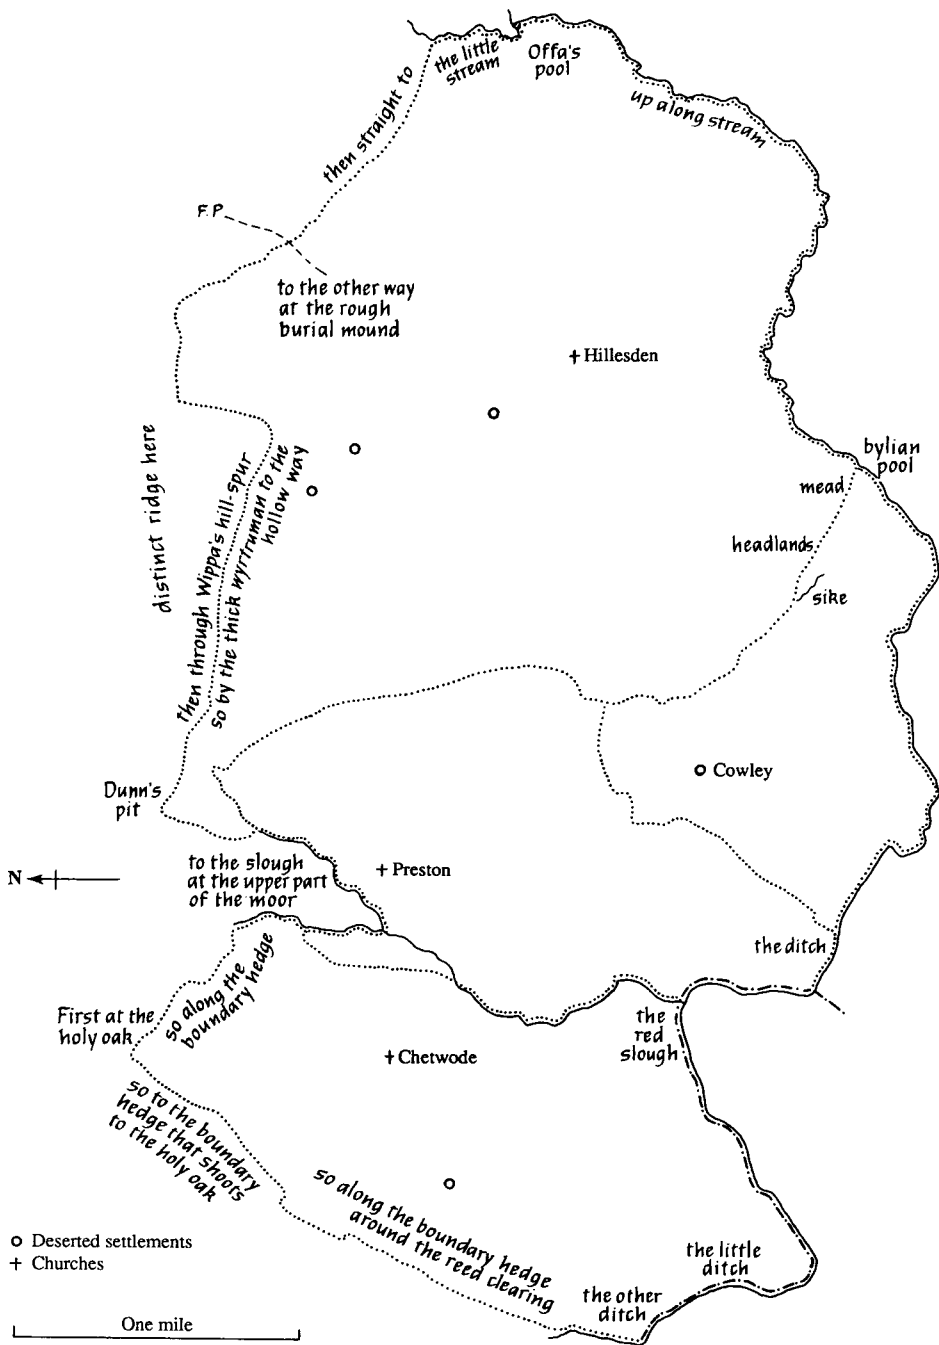 the little
stream
Offa's
pool
up along stream
then straight to
F.P
to the other way
at the rough
burial mound
Hillesden
distinct ridge here
then through Wippa's hill-spur
so by the thick wyrtruman to the
hollow way
bylian
pool
mead
headlands
sike
Cowley
Dunn's
pit
N
to the slough
at the upper part
of the moor
Preston
the ditch
First at the
holy oak
so along the
boundary hedge
the
red
slough
Chetwode
so to the boundary
hedge that shoots
to the holy oak
so along the boundary hedge
around the reed clearing
the little
ditch
the other
ditch
Deserted settlements
Churches
One mile